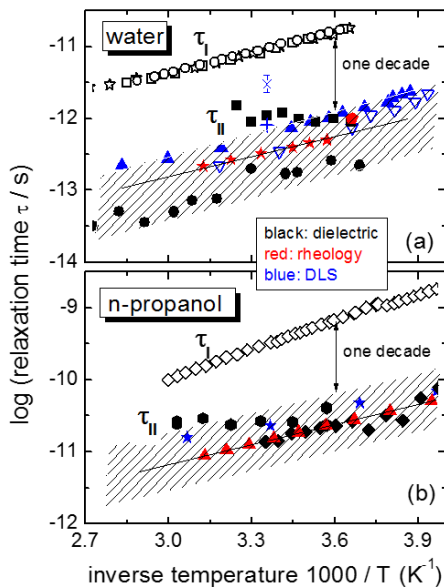 -11
water
τI
one decade
τII
-12
-13
-14
(a)
black: dielectric
red: rheology
blue: DLS
n-propanol
-9
τI
one decade
-10
τII
-11
(b)
-12
2.7 3.0 3.3 3.6 3.9
inverse temperature 1000 / T (K⁻¹)
log (relaxation time τ / s)